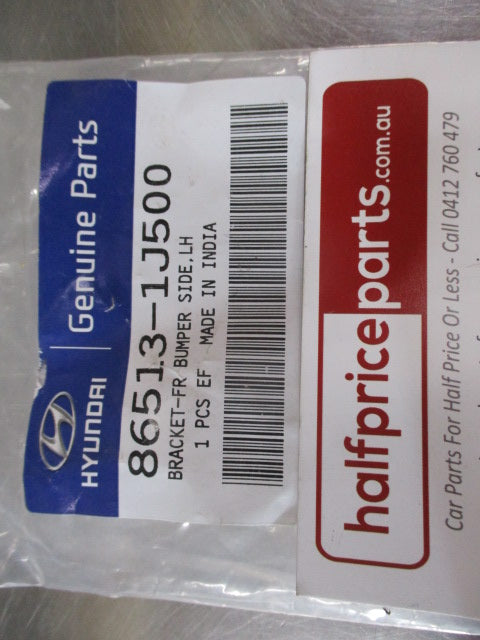 HYUNDAI | Genuine Parts
86513-1J500
BRACKET-FR BUMPER SIDE,LH
1 PCS EF MADE IN INDIA
halfpriceparts.com.au
Car Parts For Half Price Or Less - Call 0412 760 479